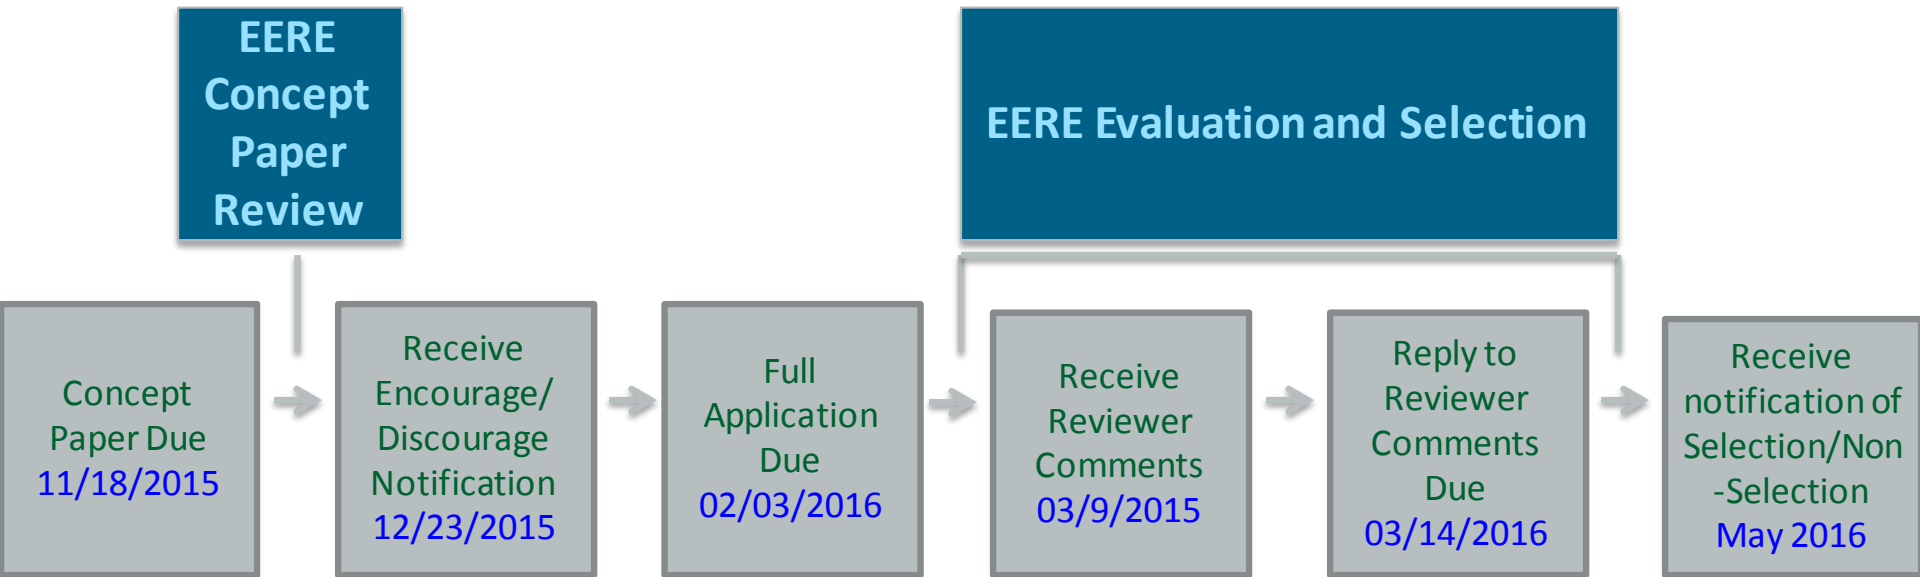 EERE
Concept
Paper
Review
EERE Evaluation and Selection
Concept
Paper Due
11/18/2015
Receive
Encourage/
Discourage
Notification
12/23/2015
Full
Application
Due
02/03/2016
Receive
Reviewer
Comments
03/9/2015
Reply to
Reviewer
Comments
Due
03/14/2016
Receive
notification of
Selection/Non
-Selection
May 2016